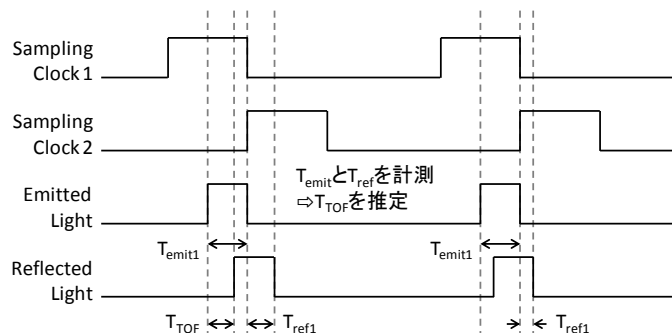 Sampling
Clock 1
Sampling
Clock 2
TemitとTrefを計測
⇨TTOFを推定
Emitted
Light
Temit1
Temit1
Reflected
Light
TTOF
Tref1
Tref1